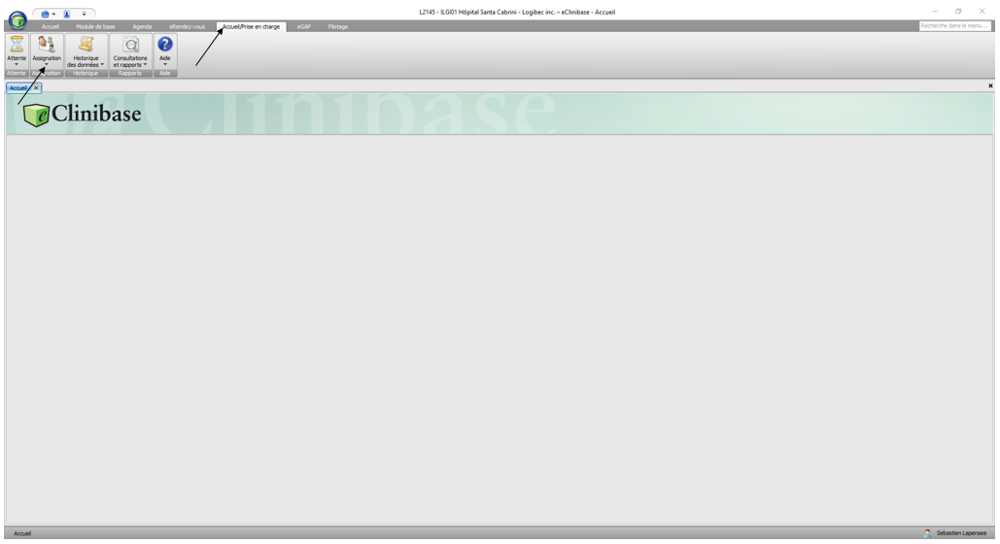 L2145 - ILGI01 Hôpital Santa Cabrini - Logibec inc. – eClinibase - Accueil
Accueil Module de base Agenda eRendez-vous Accueil/Prise en charge eGAP Pilotage Recherche dans le menu...
Attente Assignation Historique des données Consultations et rapports Aide
Attente Assignation Historique Rapports Aide
Accueil
eClinibase
Clinibase
Accueil Sebastien Lapensee